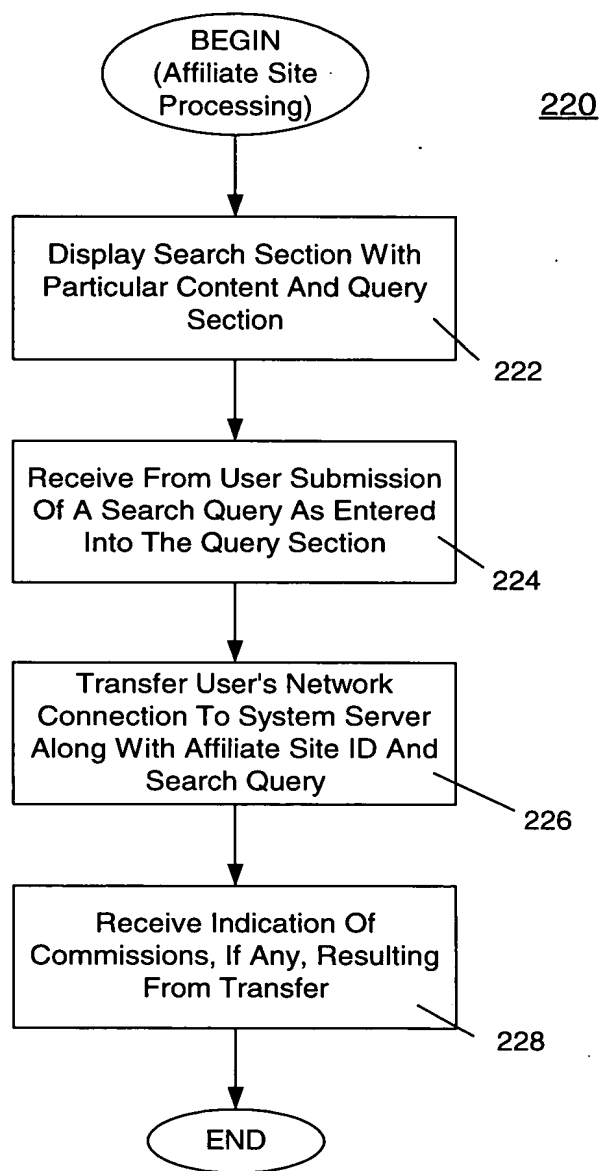 BEGIN
(Affiliate Site
Processing)
220
Display Search Section With
Particular Content And Query
Section
222
Receive From User Submission
Of A Search Query As Entered
Into The Query Section
224
Transfer User's Network
Connection To System Server
Along With Affiliate Site ID And
Search Query
226
Receive Indication Of
Commissions, If Any, Resulting
From Transfer
228
END